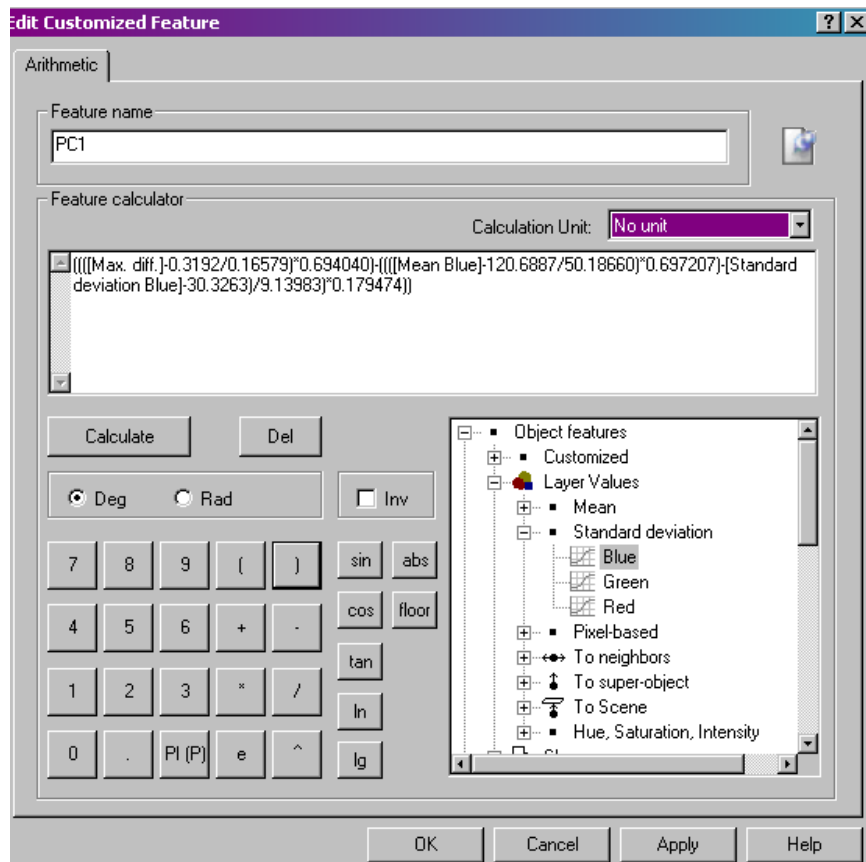 Edit Customized Feature
Arithmetic
Feature name
PC1
Feature calculator
Calculation Unit: No unit
(((([Max. diff.]-0.3192/0.16579)*0.694040)-((([Mean Blue]-120.6887/50.18660)*0.697207)-[Standard
deviation Blue]-30.3263)/9.13983)*0.179474))
Calculate Del
Deg Rad Inv
7 8 9 ( ) sin abs
4 5 6 + - cos floor
1 2 3 * / tan
ln
0 . PI (P) e ^ lg
Object features
Customized
Layer Values
Mean
Standard deviation
Blue
Green
Red
Pixel-based
To neighbors
To super-object
To Scene
Hue, Saturation, Intensity
OK Cancel Apply Help